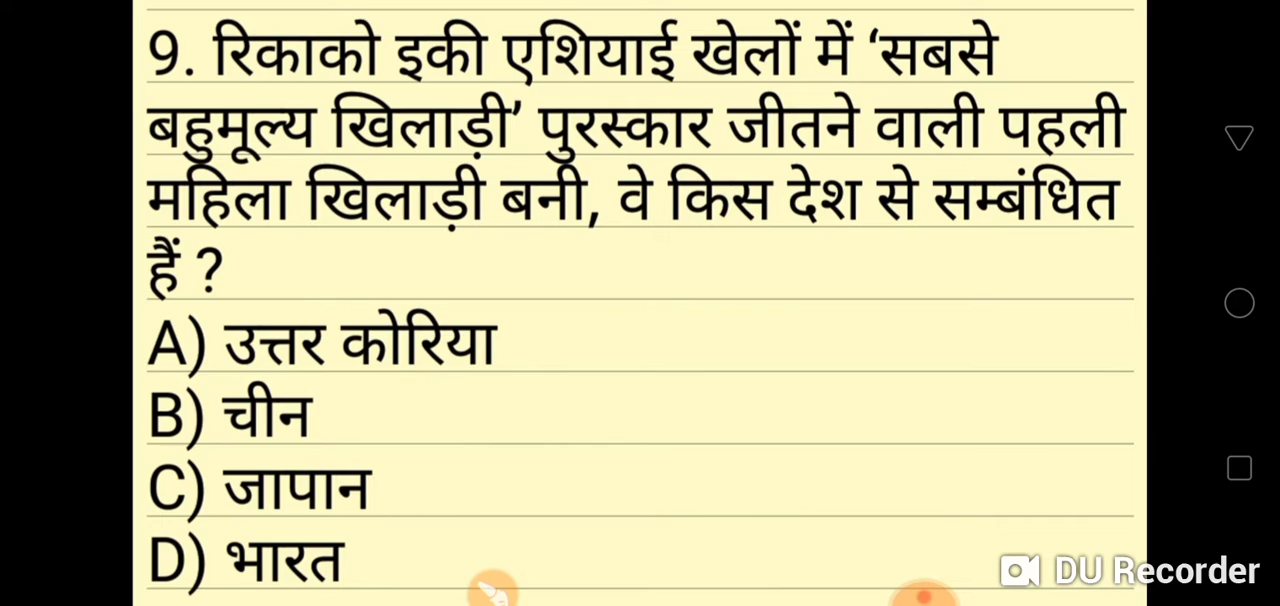 9. रिकाको इकी एशियाई खेलों में ‘सबसे
बहुमूल्य खिलाड़ी’ पुरस्कार जीतने वाली पहली
महिला खिलाड़ी बनी, वे किस देश से सम्बंधित
हैं ?
A) उत्तर कोरिया
B) चीन
C) जापान
D) भारत
DU Recorder